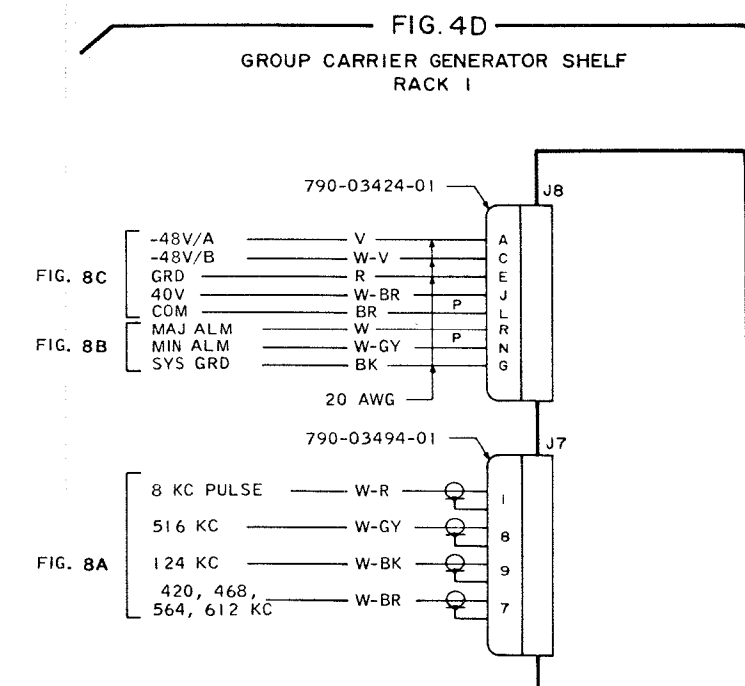 FIG. 4D
GROUP CARRIER GENERATOR SHELF
RACK 1
790-03424-01
J8
-48V/A V A
-48V/B W-V C
FIG. 8C GRD R E
40V W-BR J
COM BR P L
MAJ ALM W R
FIG. 8B MIN ALM W-GY P N
SYS GRD BK G
20 AWG
790-03494-01
J7
8 KC PULSE W-R 1
516 KC W-GY 8
FIG. 8A 124 KC W-BK 9
420, 468,
564, 612 KC W-BR 7